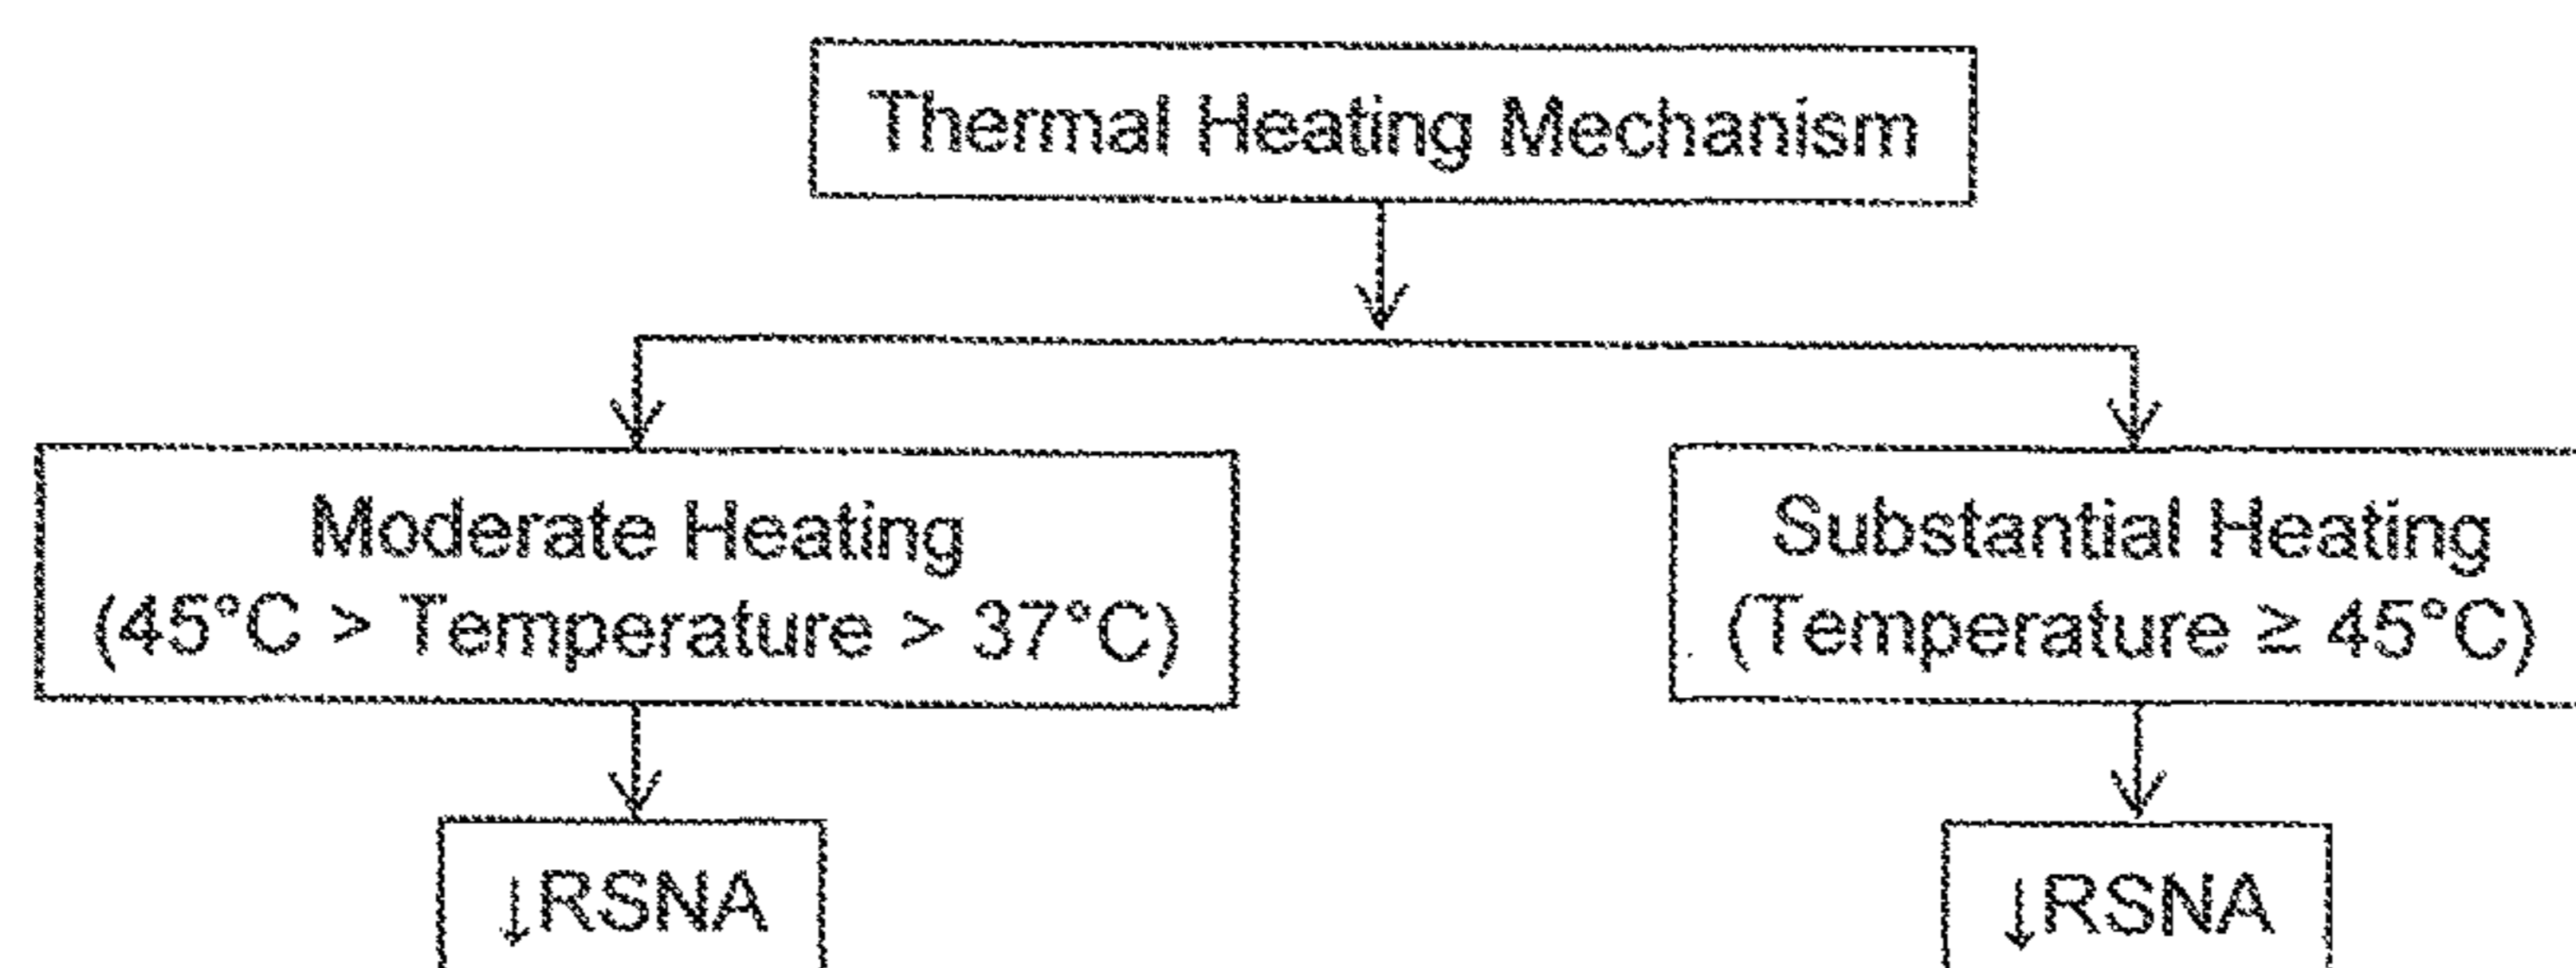 Thermal Heating Mechanism
Moderate Heating
(45°C > Temperature > 37°C)
Substantial Heating
(Temperature ≥ 45°C)
↓RSNA
↓RSNA